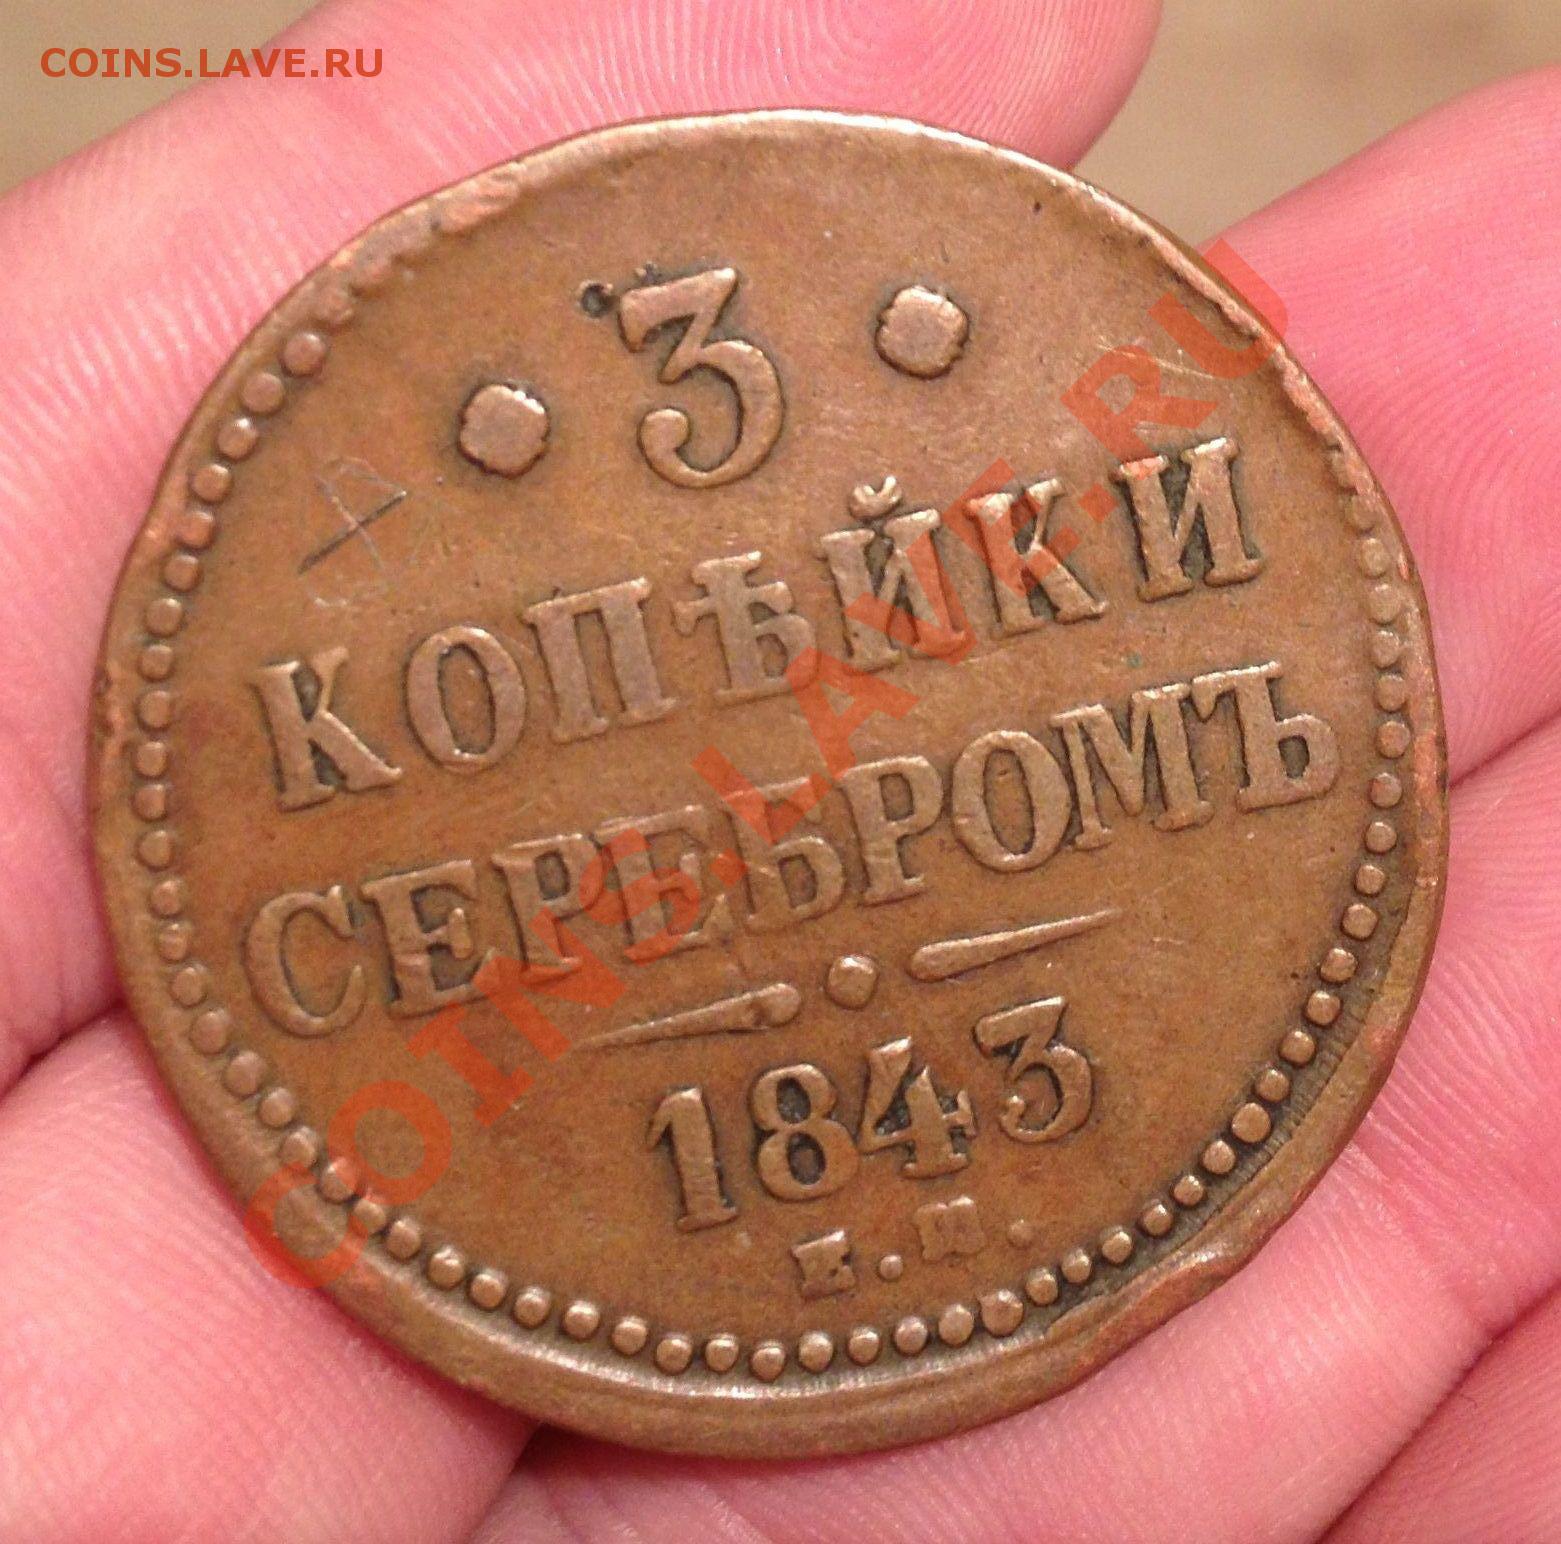 COINS.LAVE.RU
3
КОПѢЙКИ
СЕРЕБРОМЪ
1843
Е.М.
COINS.LAVE.RU